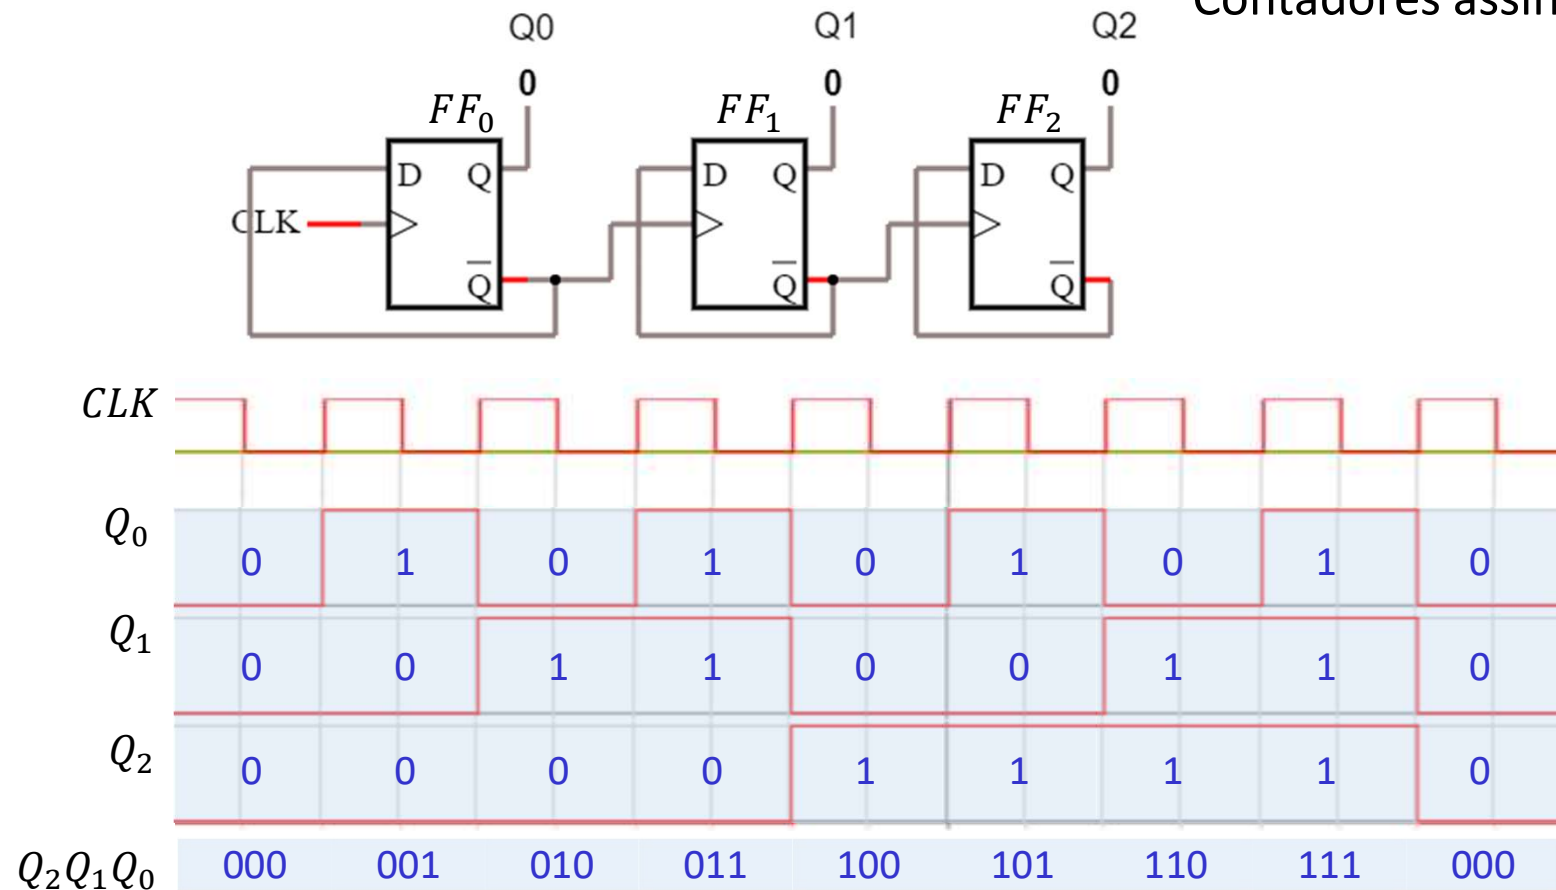 Contadores assin
Q0 Q1 Q2
0 0 0
FF₀ FF₁ FF₂
D Q D Q D Q
CLK
Q̅ Q̅ Q̅
CLK
Q₀ 0 1 0 1 0 1 0 1 0
Q₁ 0 0 1 1 0 0 1 1 0
Q₂ 0 0 0 0 1 1 1 1 0
Q₂Q₁Q₀ 000 001 010 011 100 101 110 111 000